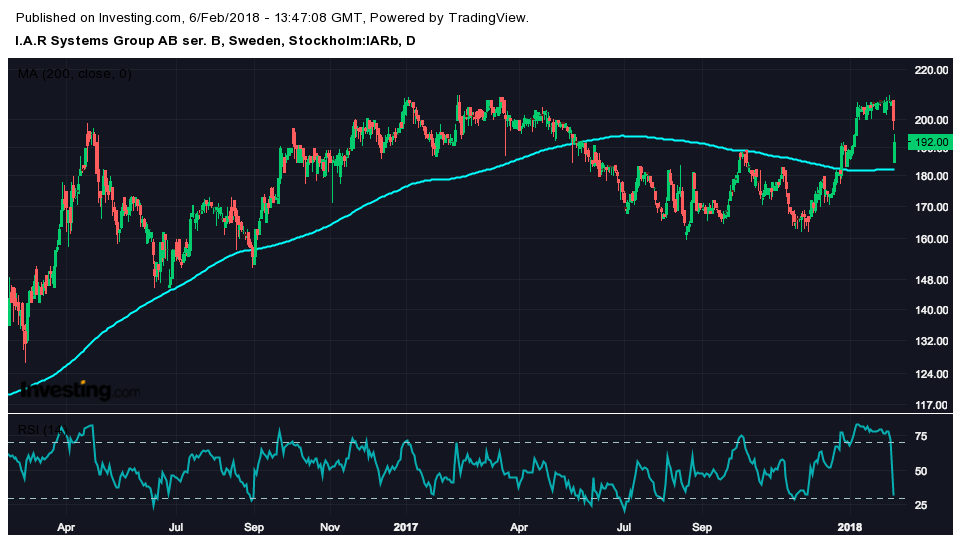 Published on Investing.com, 6/Feb/2018 - 13:47:08 GMT, Powered by TradingView.
I.A.R Systems Group AB ser. B, Sweden, Stockholm:IARb, D
MA (200, close, 0)
220.00
200.00
192.00
190.00
180.00
170.00
160.00
148.00
140.00
132.00
124.00
117.00
Investing.com
RSI (14)
75
50
25
Apr
Jul
Sep
Nov
2017
Apr
Jul
Sep
2018